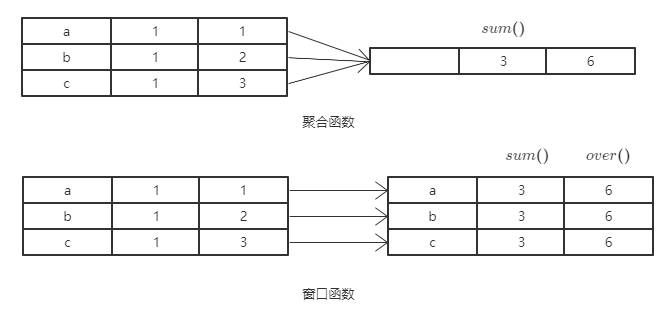 sum()
a 1 1
b 1 2
c 1 3
3 6
聚合函数
sum() over()
a 1 1
b 1 2
c 1 3
a 3 6
b 3 6
c 3 6
窗口函数